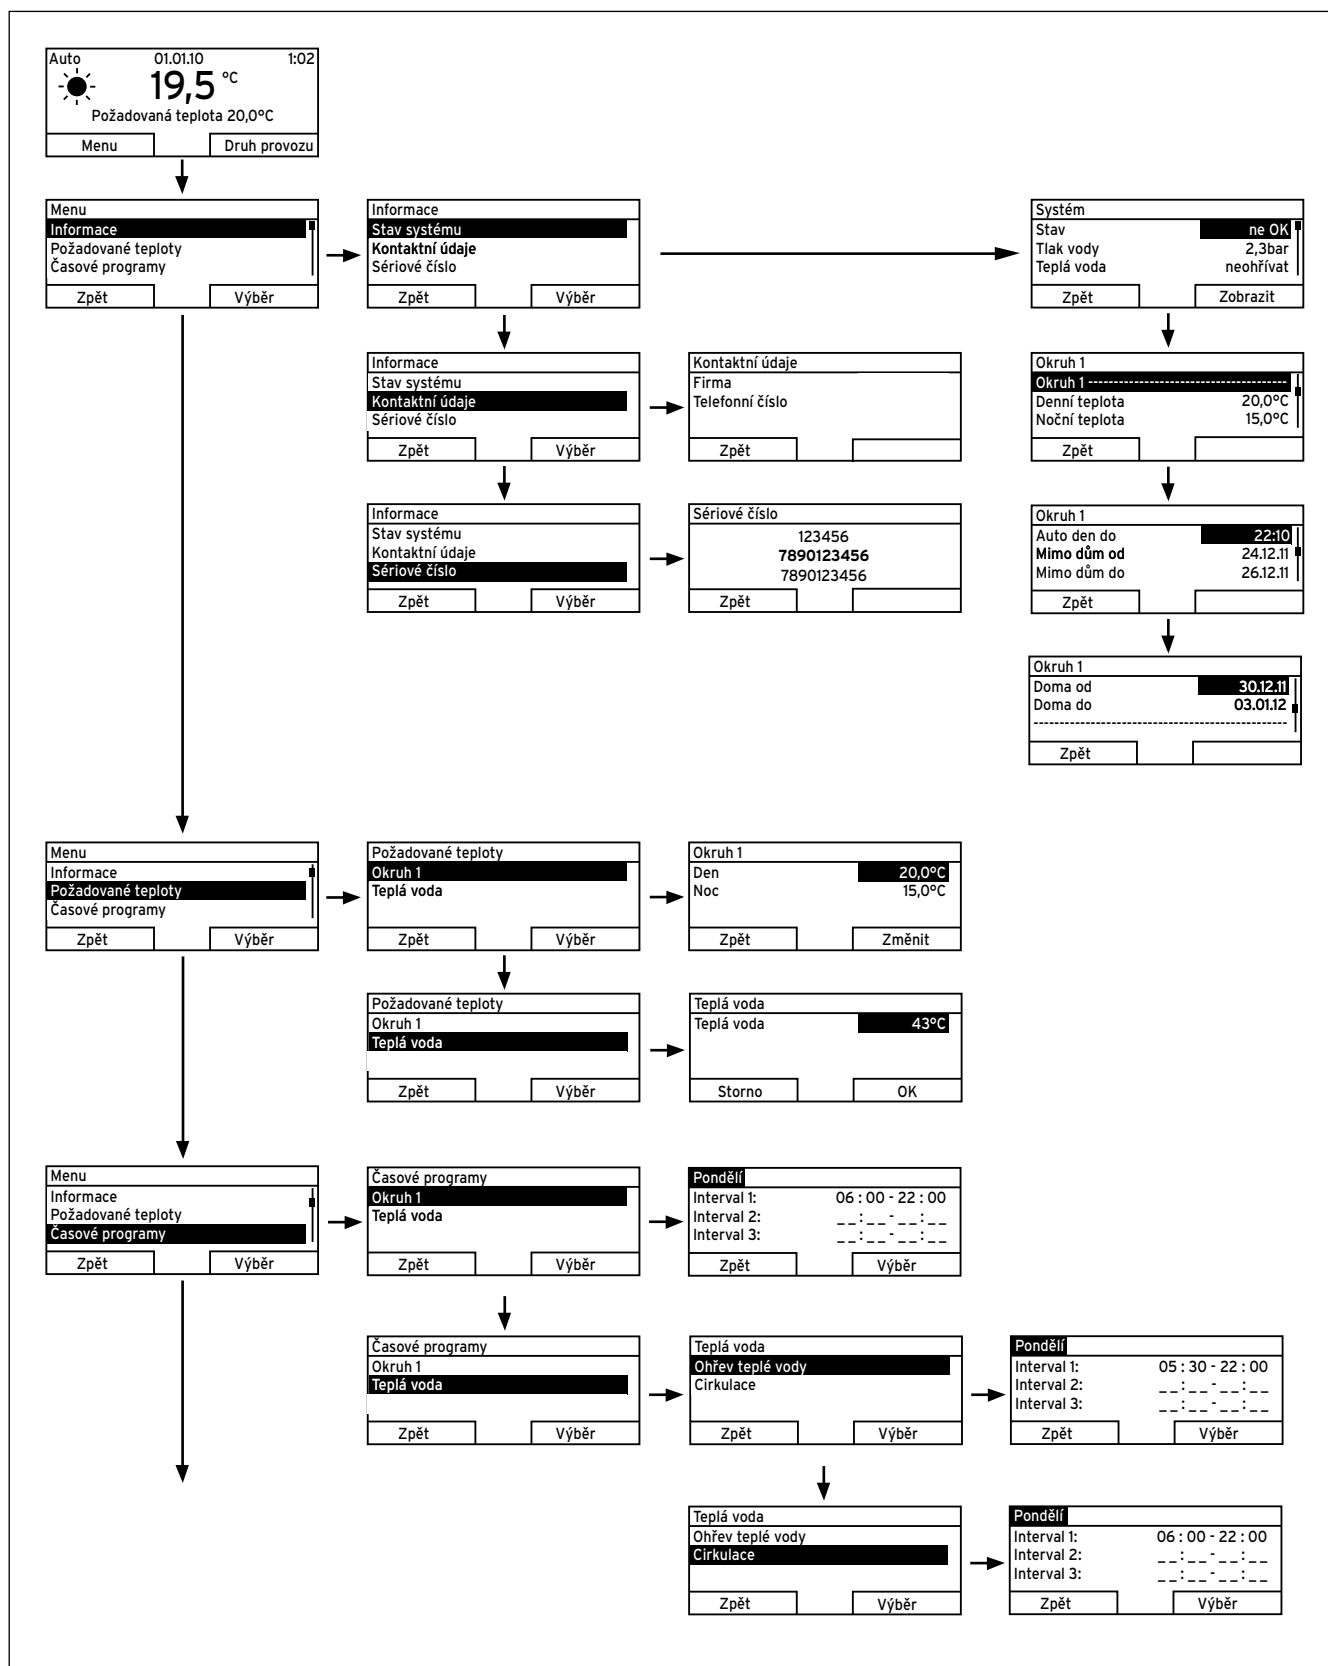 Auto 01.01.10 1:02
19,5 °C
Požadovaná teplota 20,0°C
Menu Druh provozu
Menu
Informace
Požadované teploty
Časové programy
Zpět Výběr
Informace
Stav systému
Kontaktní údaje
Sériové číslo
Zpět Výběr
Systém
Stav ne OK
Tlak vody 2,3bar
Teplá voda neohřívat
Zpět Zobrazit
Informace
Stav systému
Kontaktní údaje
Sériové číslo
Zpět Výběr
Kontaktní údaje
Firma
Telefonní číslo
Zpět
Okruh 1
Okruh 1 ---------------------------------------
Denní teplota 20,0°C
Noční teplota 15,0°C
Zpět
Informace
Stav systému
Kontaktní údaje
Sériové číslo
Zpět Výběr
Sériové číslo
123456
7890123456
7890123456
Zpět
Okruh 1
Auto den do 22:10
Mimo dům od 24.12.11
Mimo dům do 26.12.11
Zpět
Okruh 1
Doma od 30.12.11
Doma do 03.01.12
--------------------------------------------------
Zpět
Menu
Informace
Požadované teploty
Časové programy
Zpět Výběr
Požadované teploty
Okruh 1
Teplá voda
Zpět Výběr
Okruh 1
Den 20,0°C
Noc 15,0°C
Zpět Změnit
Požadované teploty
Okruh 1
Teplá voda
Zpět Výběr
Teplá voda
Teplá voda 43°C
Storno OK
Menu
Informace
Požadované teploty
Časové programy
Zpět Výběr
Časové programy
Okruh 1
Teplá voda
Zpět Výběr
Pondělí
Interval 1: 06 : 00 - 22 : 00
Interval 2: _ _ : _ _ - _ _ : _ _
Interval 3: _ _ : _ _ - _ _ : _ _
Zpět Výběr
Časové programy
Okruh 1
Teplá voda
Zpět Výběr
Teplá voda
Ohřev teplé vody
Cirkulace
Zpět Výběr
Pondělí
Interval 1: 05 : 30 - 22 : 00
Interval 2: _ _ : _ _ - _ _ : _ _
Interval 3: _ _ : _ _ - _ _ : _ _
Zpět Výběr
Teplá voda
Ohřev teplé vody
Cirkulace
Zpět Výběr
Pondělí
Interval 1: 06 : 00 - 22 : 00
Interval 2: _ _ : _ _ - _ _ : _ _
Interval 3: _ _ : _ _ - _ _ : _ _
Zpět Výběr